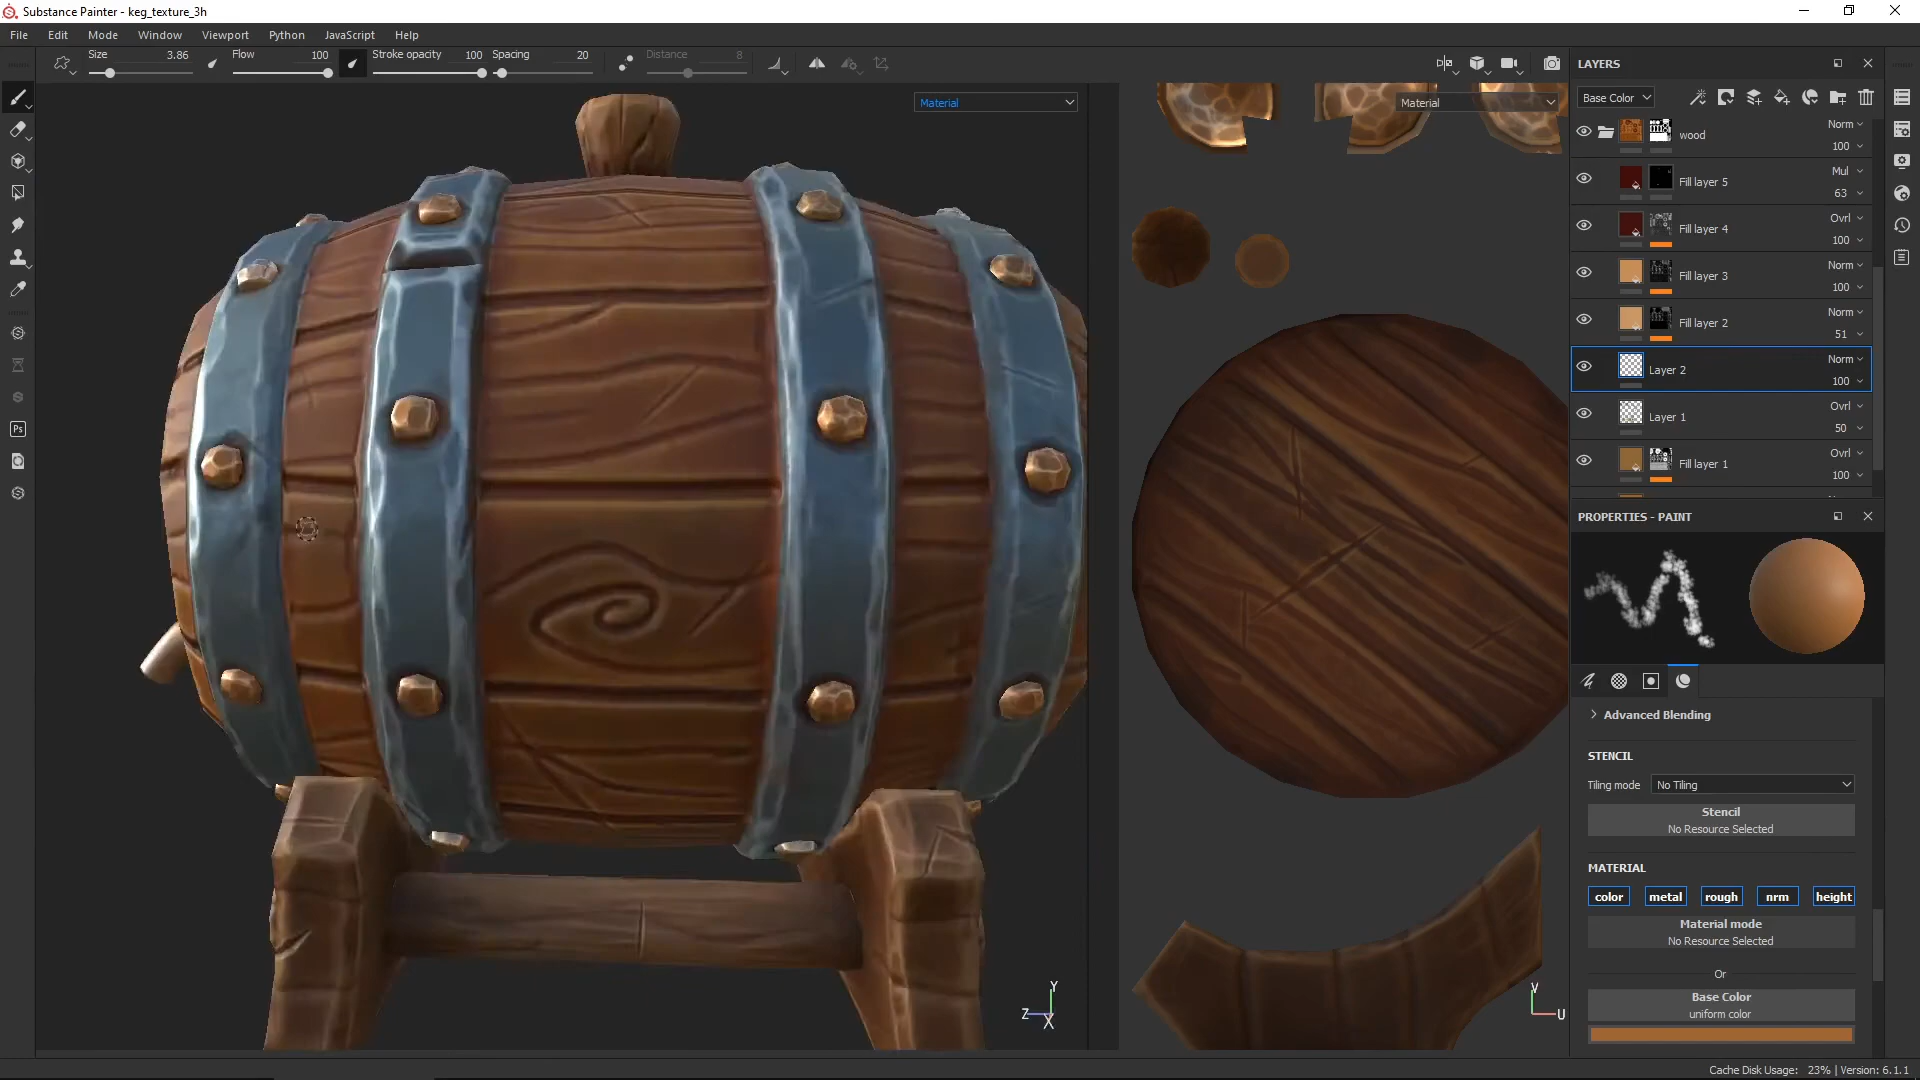 Substance Painter - keg_texture_3h
File Edit Mode Window Viewport Python JavaScript Help
Size 3.86 Flow 100 Stroke opacity 100 Spacing 20 Distance 8
Material
Material
LAYERS
Base Color
wood Norm 100
Fill layer 5 Mul 63
Fill layer 4 Ovrl 100
Fill layer 3 Norm 100
Fill layer 2 Norm 51
Layer 2 Norm 100
Layer 1 Ovrl 50
Fill layer 1 Ovrl 100
Ps
PROPERTIES - PAINT
Advanced Blending
STENCIL
Tiling mode No Tiling
Stencil
No Resource Selected
MATERIAL
color metal rough nrm height
Material mode
No Resource Selected
Or
Base Color
uniform color
Y
Z
X
V
U
Cache Disk Usage: 23% | Version: 6.1.1